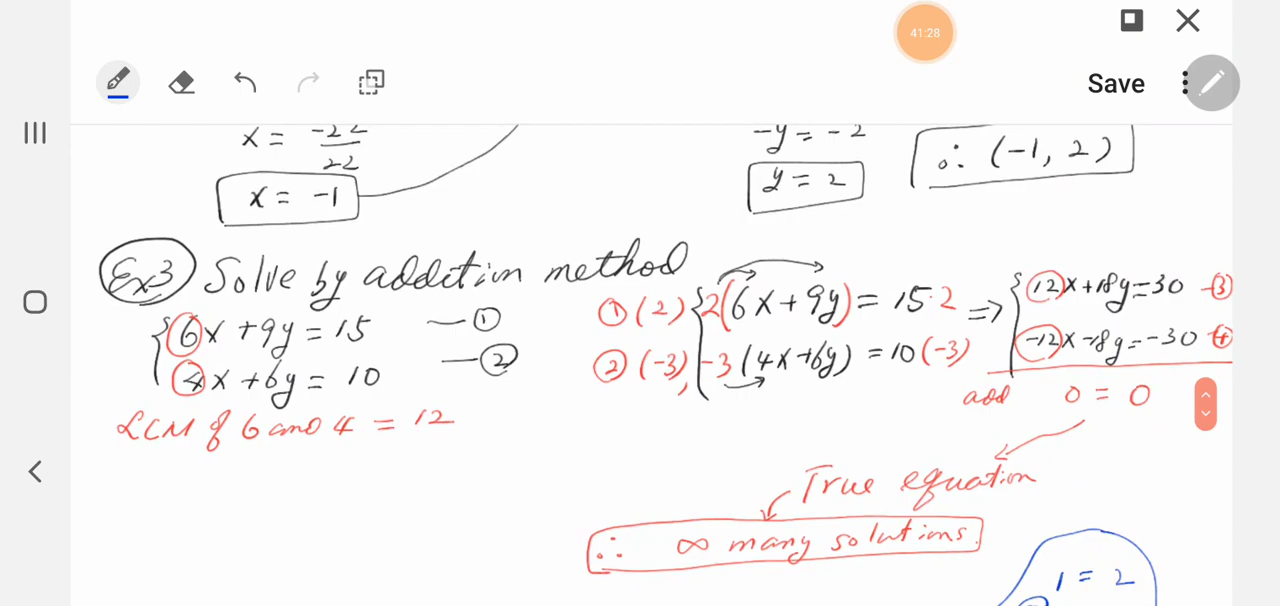 41:28
Save
x = -22/22
-y = -2
∴ (-1, 2)
x = -1
y = 2
Ex3 Solve by addition method
{6x + 9y = 15 —①
4x + 6y = 10 —②
LCM of 6 and 4 = 12
①(2) {2(6x + 9y) = 15·2
②(-3), -3(4x + 6y) = 10(-3)
=> {12x + 18y = 30 -③
-12x - 18y = -30 ④
add 0 = 0
True equation
∴ ∞ many solutions.
1 = 2